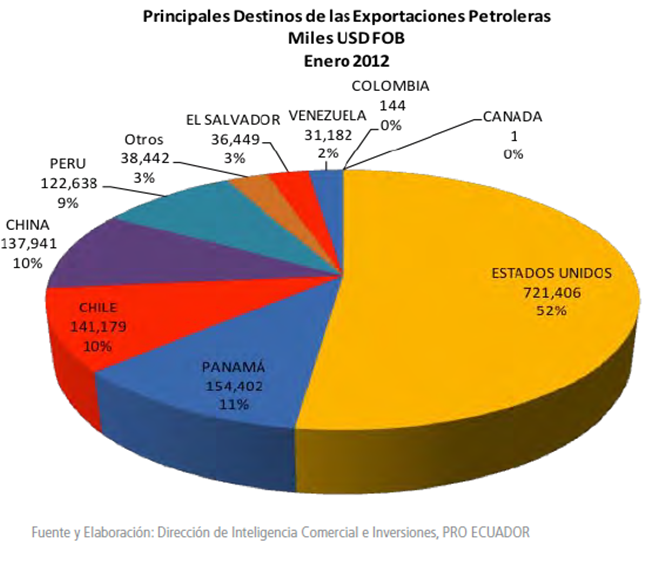 Principales Destinos de las Exportaciones Petroleras
Miles USD FOB
Enero 2012
COLOMBIA
144
0%
CANADA
1
0%
VENEZUELA
31,182
2%
EL SALVADOR
36,449
3%
Otros
38,442
3%
PERU
122,638
9%
CHINA
137,941
10%
CHILE
141,179
10%
PANAMÁ
154,402
11%
ESTADOS UNIDOS
721,406
52%
Fuente y Elaboración: Dirección de Inteligencia Comercial e Inversiones, PRO ECUADOR